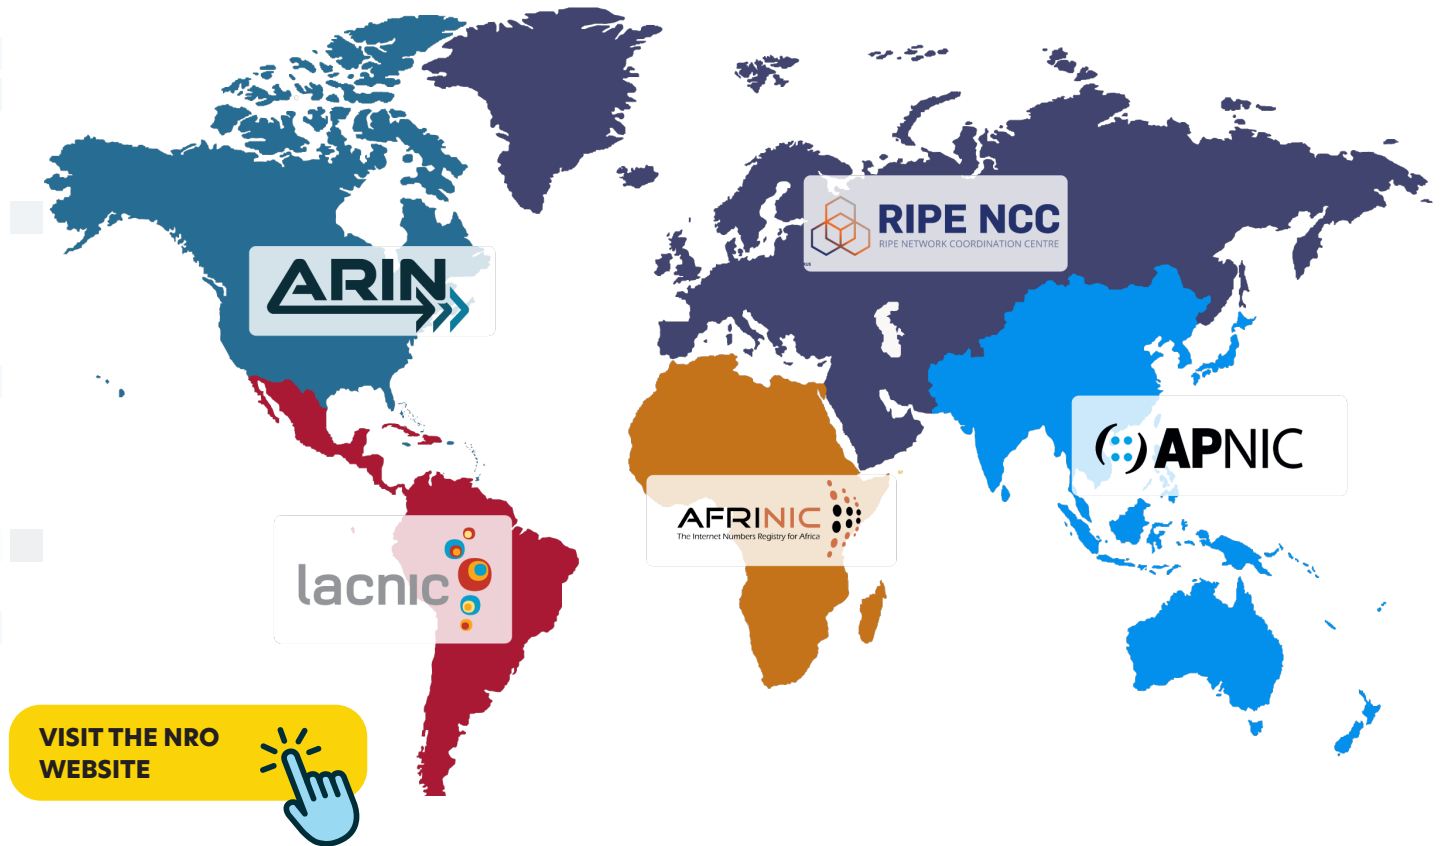 RIPE NCC
RIPE NETWORK COORDINATION CENTRE
ARIN
APNIC
AFRINIC
The Internet Numbers Registry for Africa
lacnic
VISIT THE NRO
WEBSITE